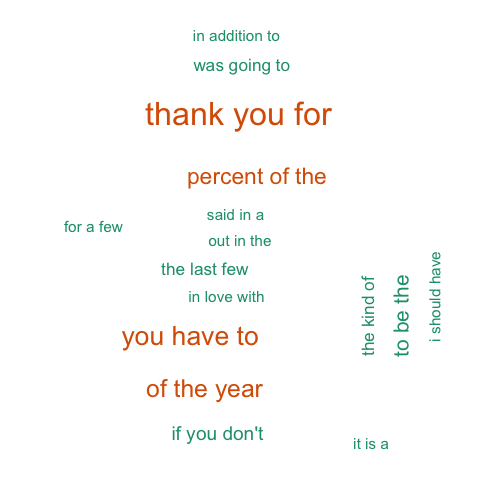 in addition to
was going to
thank you for
percent of the
said in a
for a few
out in the
the last few
in love with
the kind of
to be the
i should have
you have to
of the year
if you don't
it is a